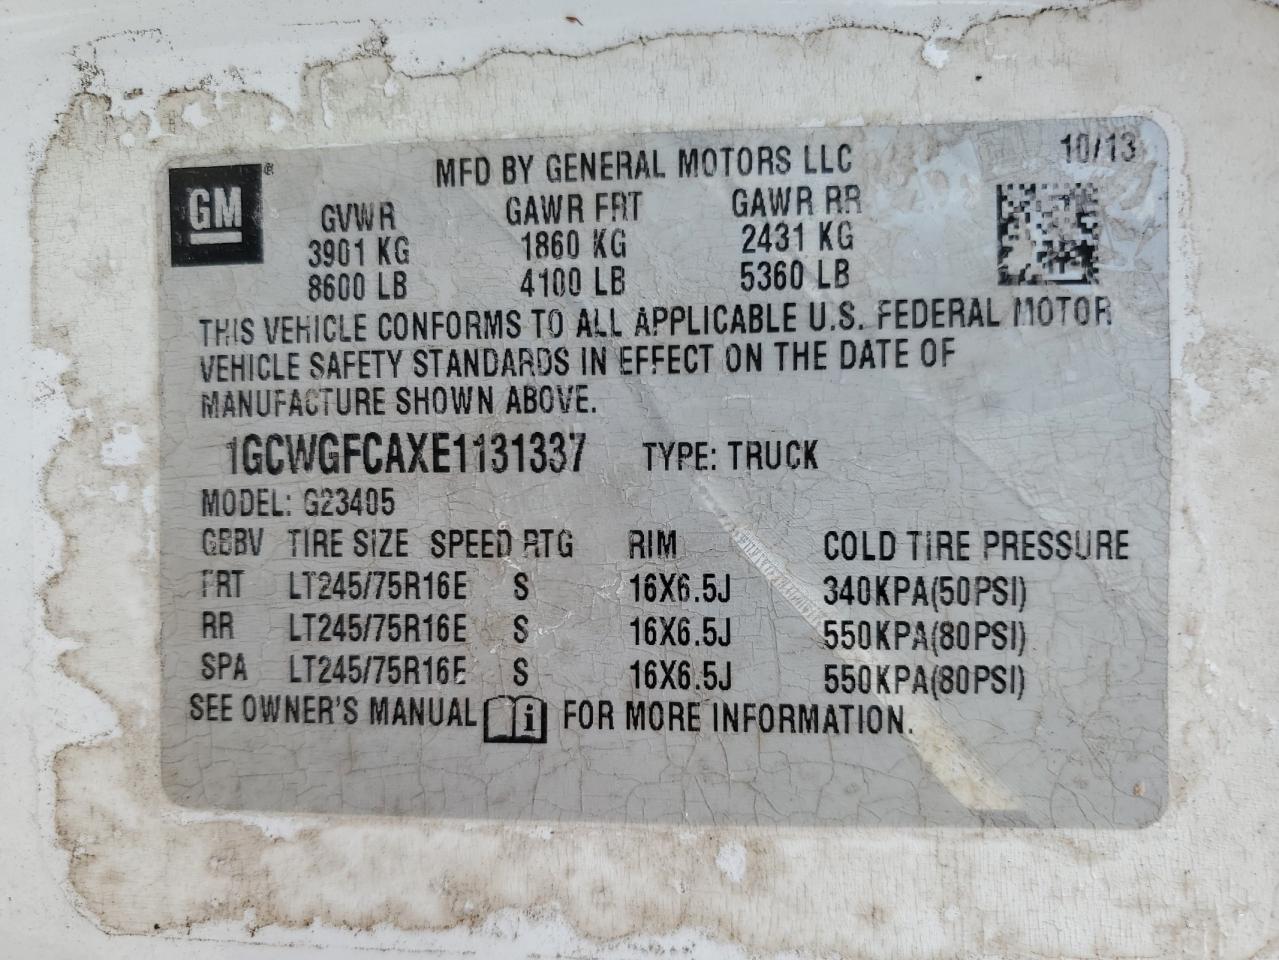 10/13
GM ®
MFD BY GENERAL MOTORS LLC
GVWR GAWR FRT GAWR RR
3901 KG 1860 KG 2431 KG
8600 LB 4100 LB 5360 LB
THIS VEHICLE CONFORMS TO ALL APPLICABLE U.S. FEDERAL MOTOR
VEHICLE SAFETY STANDARDS IN EFFECT ON THE DATE OF
MANUFACTURE SHOWN ABOVE.
1GCWGFCAXE1131337 TYPE: TRUCK
MODEL: G23405
GBBV TIRE SIZE SPEED RTG RIM COLD TIRE PRESSURE
FRT LT245/75R16E S 16X6.5J 340KPA(50PSI)
RR LT245/75R16E S 16X6.5J 550KPA(80PSI)
SPA LT245/75R16E S 16X6.5J 550KPA(80PSI)
SEE OWNER'S MANUAL i FOR MORE INFORMATION.